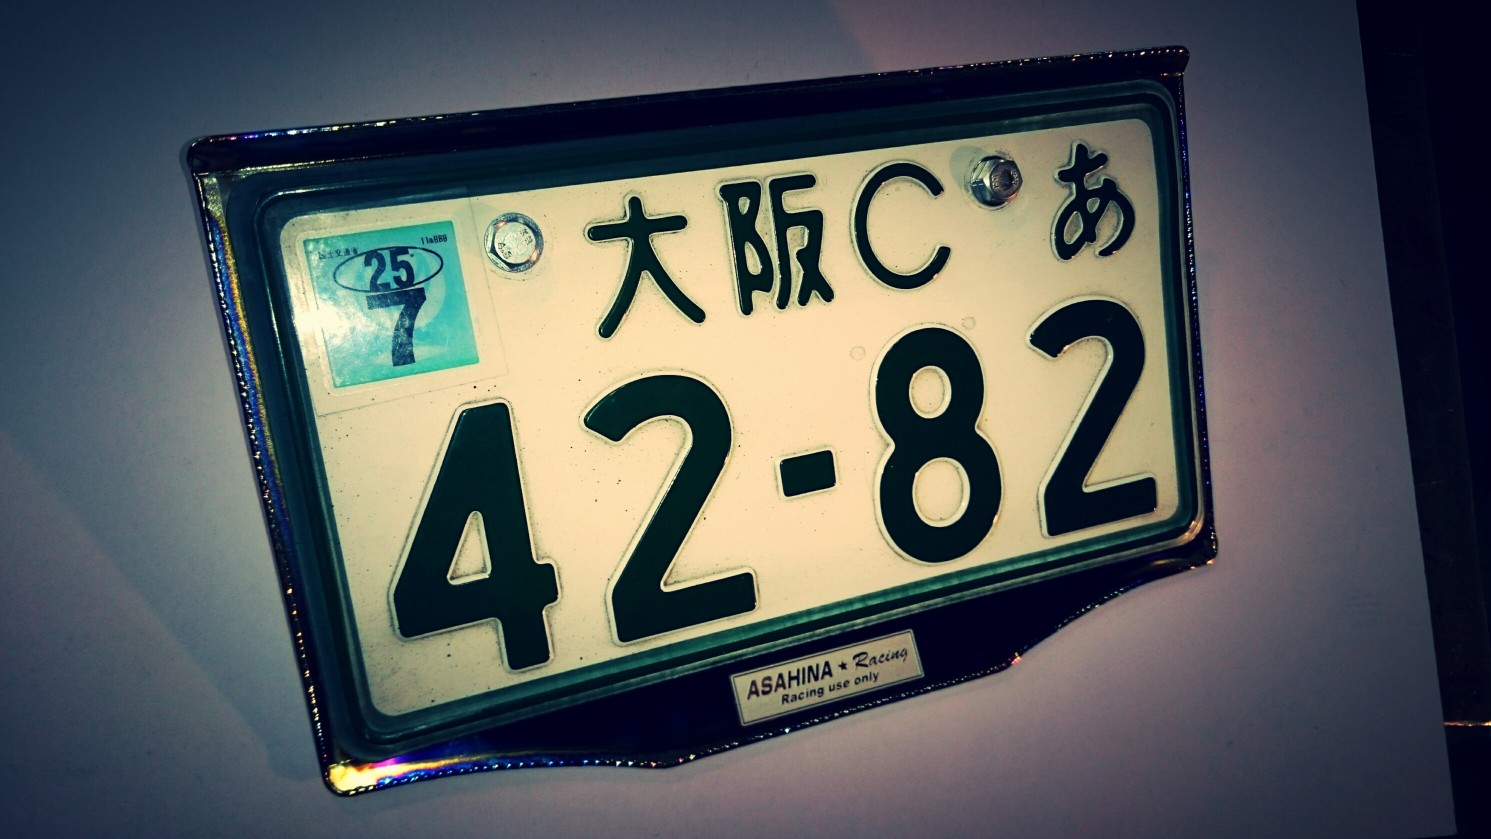 大阪C あ
25
7
42-82
ASAHINA★Racing
Racing use only